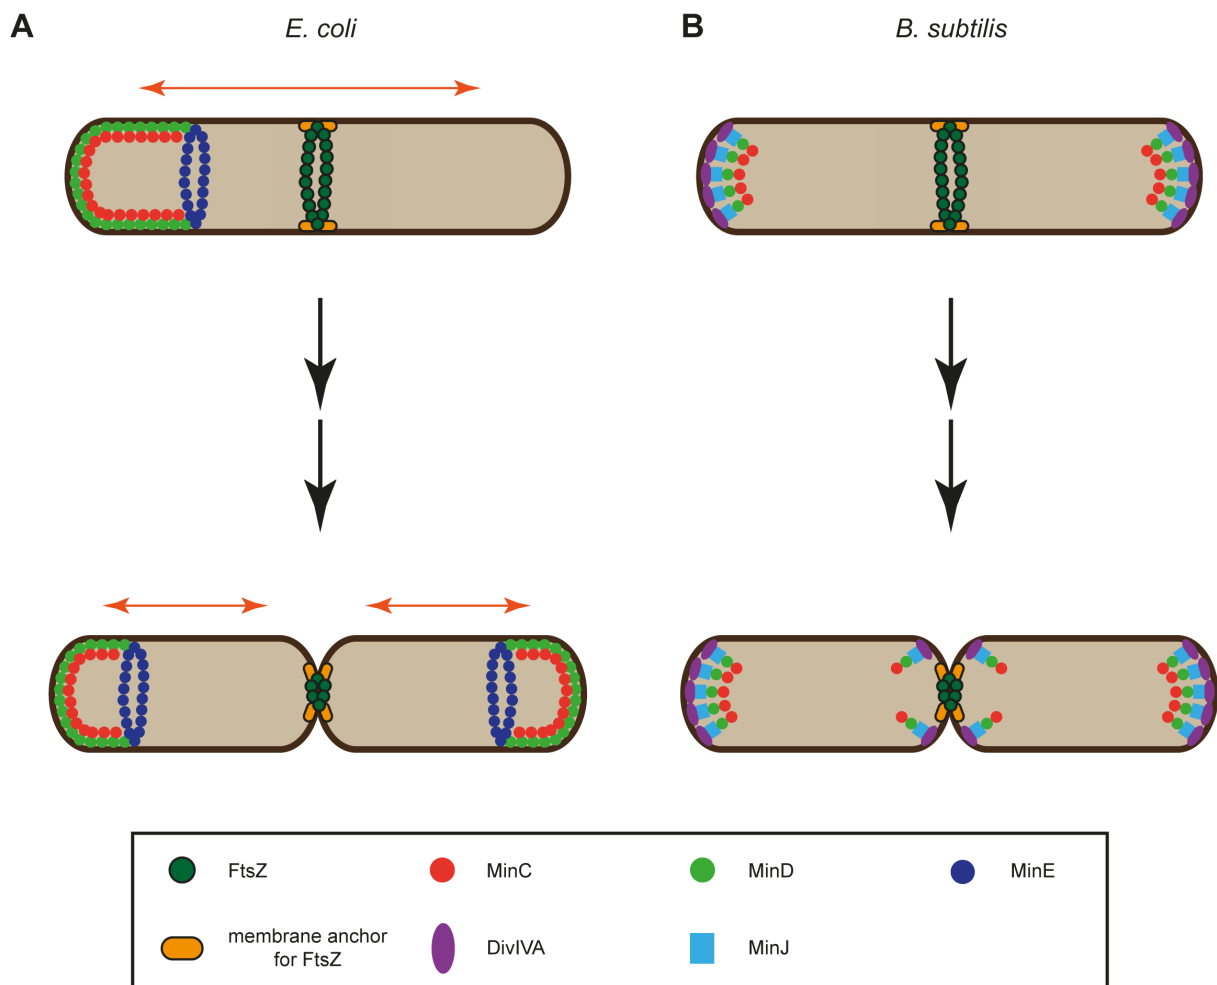 A
E. coli
B
B. subtilis
FtsZ
MinC
MinD
MinE
membrane anchor
for FtsZ
DivIVA
MinJ